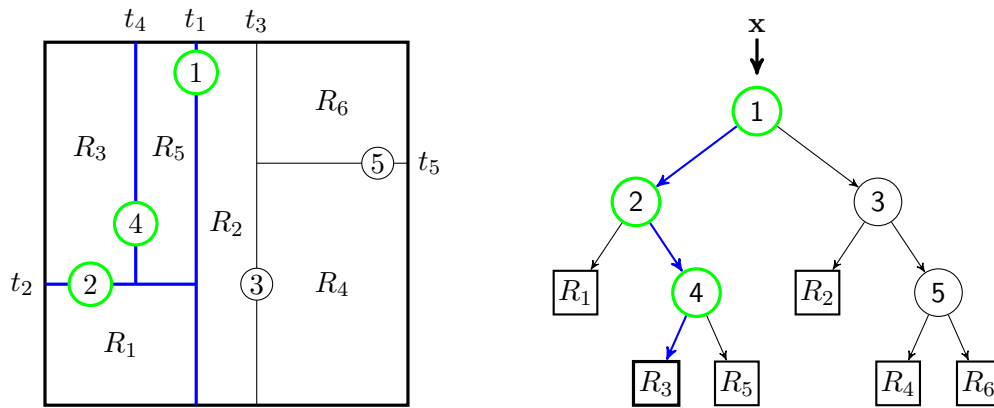 t₄ t₁ t₃
1
R₆
R₃ R₅
5 t₅
4 R₂
t₂ 2 3 R₄
R₁
x
1
2 3
R₁ 4 R₂ 5
R₃ R₅ R₄ R₆